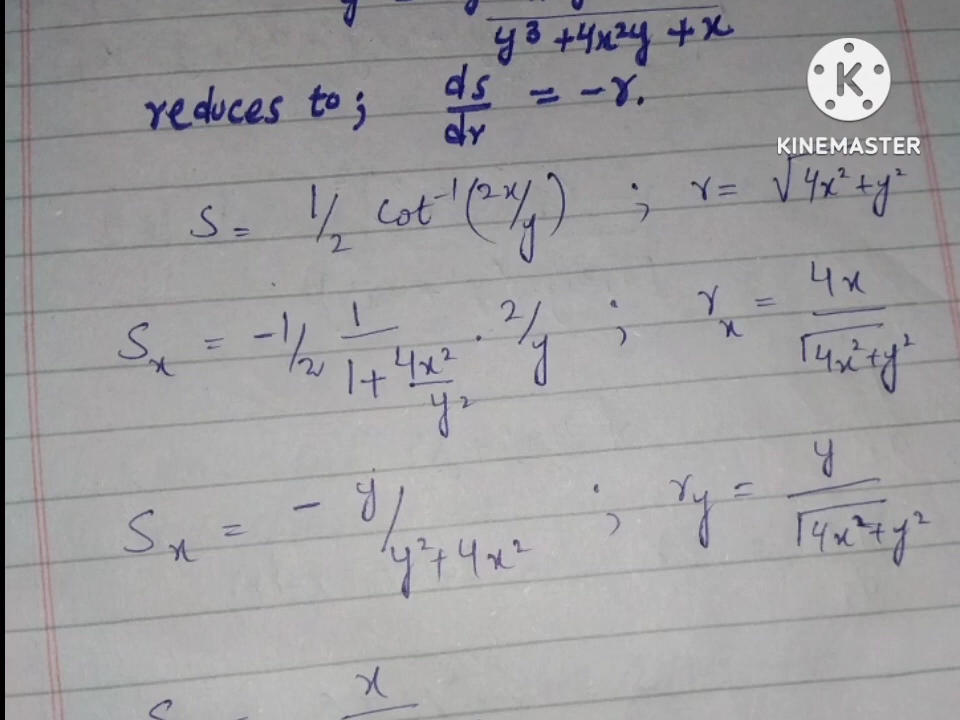 y³ + 4x²y + x
reduces to; ds/dr = -r.
S = 1/2 cot⁻¹(2x/y) ; r = √4x² + y²
Sx = -1/2 1/(1 + 4x²/y²) · 2/y ; rx = 4x/√4x² + y²
Sx = - y/y² + 4x² ; ry = y/√4x² + y²
x
K
KINEMASTER